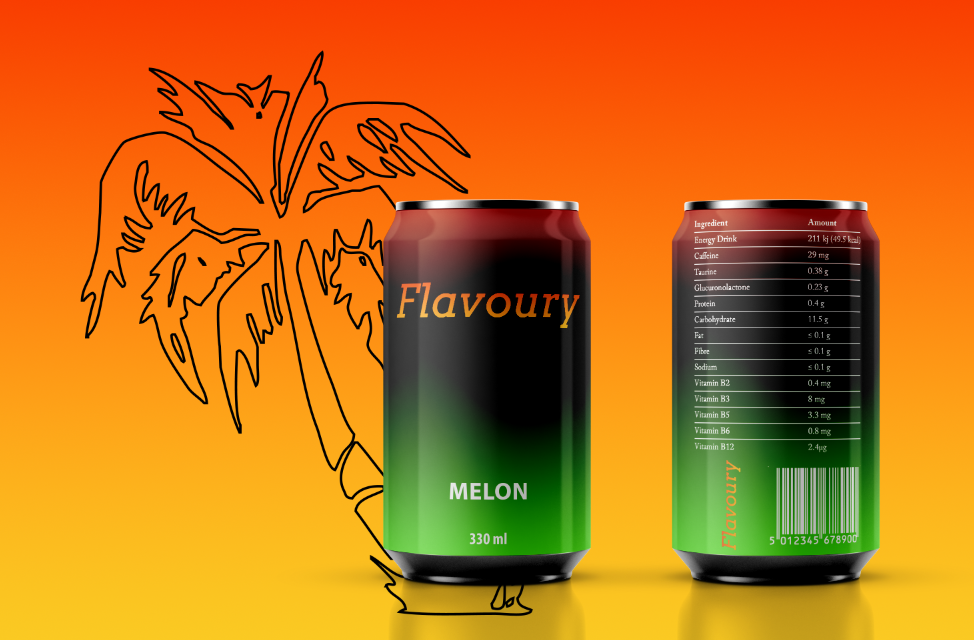 Flavoury
MELON
330 ml
Ingredient Amount
Energy Drink 211 kj (49.5 kcal)
Caffeine 29 mg
Taurine 0.38 g
Glucuronolactone 0.23 g
Protein 0.4 g
Carbohydrate 11.5 g
Fat ≤ 0.1 g
Fibre ≤ 0.1 g
Sodium ≤ 0.1 g
Vitamin B2 0.4 mg
Vitamin B3 8 mg
Vitamin B5 3.3 mg
Vitamin B6 0.8 mg
Vitamin B12 2.4µg
Flavoury
5 012345 678900